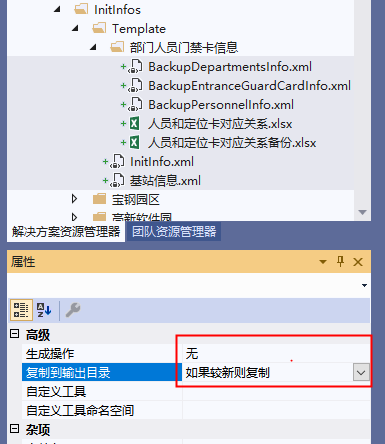 InitInfos
Template
部门人员门禁卡信息
BackupDepartmentsInfo.xml
BackupEntranceGuardCardInfo.xml
BackupPersonnelInfo.xml
人员和定位卡对应关系.xlsx
人员和定位卡对应关系备份.xlsx
InitInfo.xml
基站信息.xml
宝钢园区
高新软件园
解决方案资源管理器 团队资源管理器
属性
高级
生成操作 无
复制到输出目录 如果较新则复制
自定义工具
自定义工具命名空间
杂项